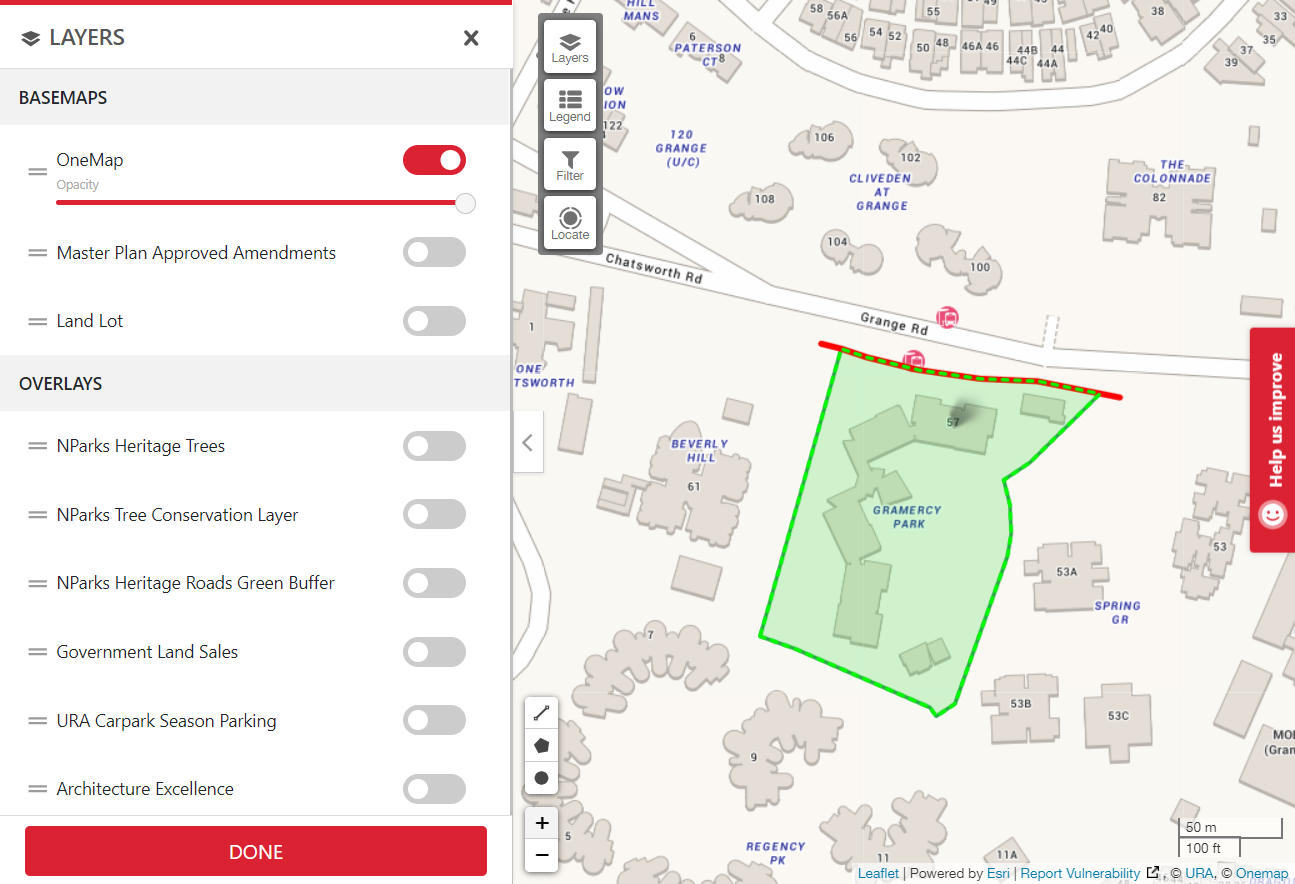 LAYERS
BASEMAPS
OneMap
Opacity
Master Plan Approved Amendments
Land Lot
OVERLAYS
NParks Heritage Trees
NParks Tree Conservation Layer
NParks Heritage Roads Green Buffer
Government Land Sales
URA Carpark Season Parking
Architecture Excellence
DONE
Layers
Legend
Filter
Locate
HILL
MANS
6
PATERSON
CT
8
58
56A
56
54
52
55
50
48
46A
46
44C
44B
44A
44
42
40
38
33
35
37
39
122
120
GRANGE
(U/C)
106
102
CLIVEDEN
AT
GRANGE
108
104
100
THE
COLONNADE
82
Chatsworth Rd
Grange Rd
1
ONE
TSWORTH
BEVERLY
HILL
61
57
GRAMERCY
PARK
53
53A
SPRING
GR
53B
53C
7
9
5
REGENCY
PK
11
11A
(Gran
Help us improve
+
−
50 m
100 ft
Leaflet | Powered by Esri | Report Vulnerability , © URA, © Onemap